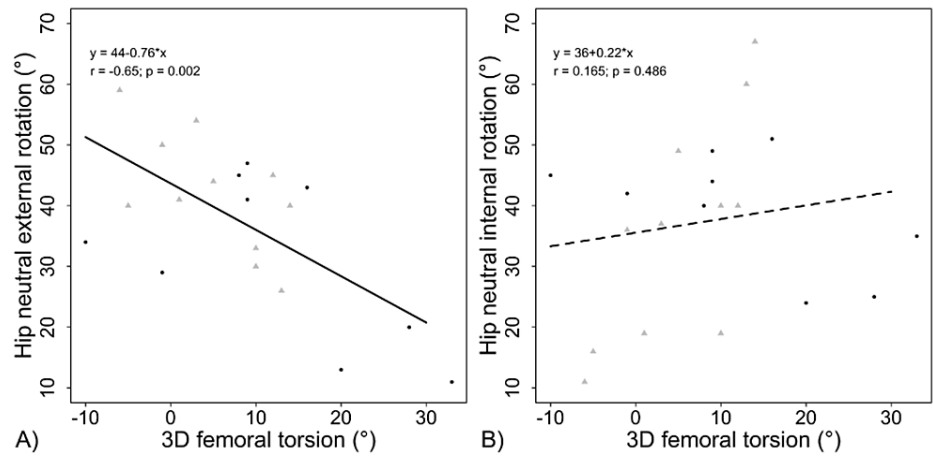 70
60
50
40
30
20
10
Hip neutral external rotation (°)
y = 44-0.76*x
r = -0.65; p = 0.002
-10 0 10 20 30
A) 3D femoral torsion (°)
70
60
50
40
30
20
10
Hip neutral internal rotation (°)
y = 36+0.22*x
r = 0.165; p = 0.486
-10 0 10 20 30
B) 3D femoral torsion (°)